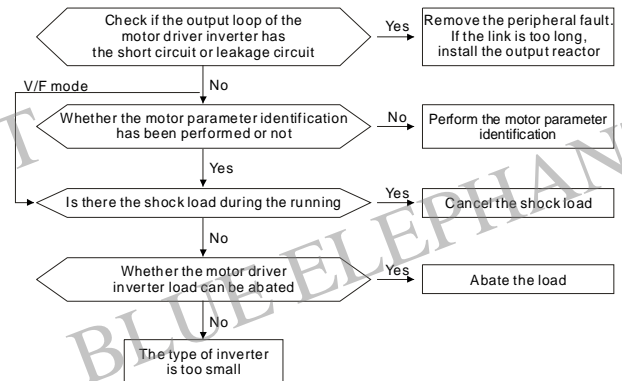 Check if the output loop of the
motor driver inverter has
the short circuit or leakage circuit
Yes
Remove the peripheral fault.
If the link is too long,
install the output reactor
V/F mode
No
Whether the motor parameter identification
has been performed or not
No
Perform the motor parameter
identification
Yes
Is there the shock load during the running
Yes
Cancel the shock load
No
Whether the motor driver
inverter load can be abated
Yes
Abate the load
No
The type of inverter
is too small
BLUE ELEPHANT
T